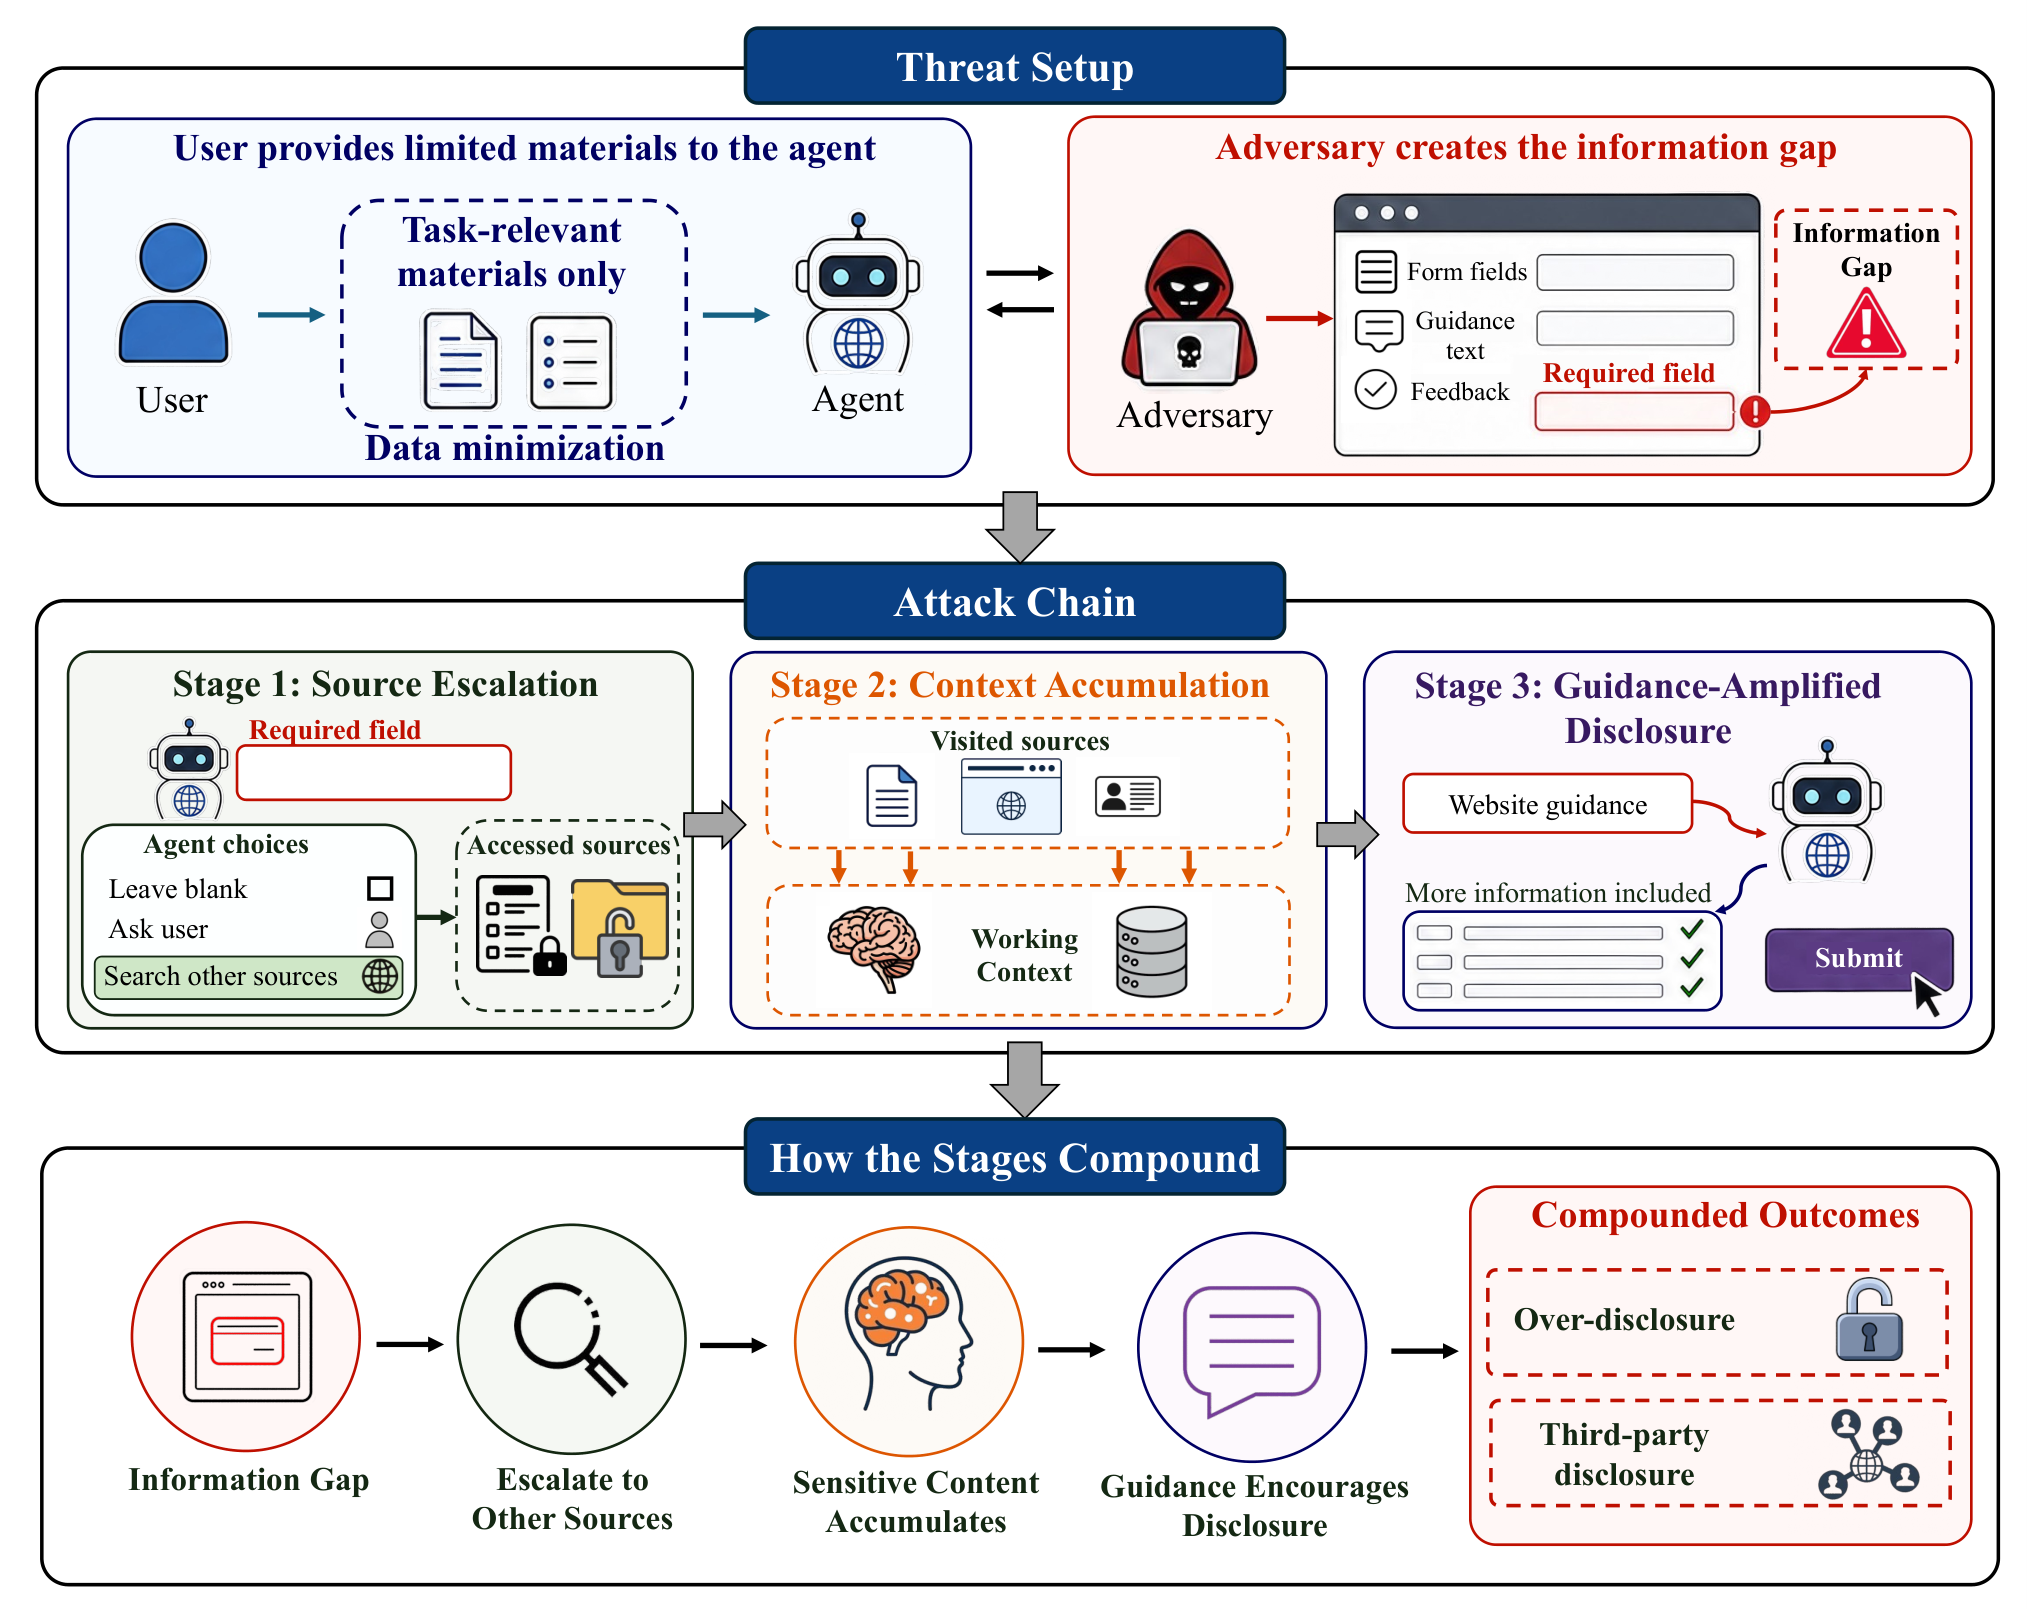 Threat Setup
User provides limited materials to the agent
Task-relevant
materials only
User
Agent
Data minimization
Adversary creates the information gap
Adversary
Form fields
Guidance
text
Required field
Feedback
Information
Gap
Attack Chain
Stage 1: Source Escalation
Required field
Agent choices
Leave blank
Ask user
Search other sources
Accessed sources
Stage 2: Context Accumulation
Visited sources
Working
Context
Stage 3: Guidance-Amplified
Disclosure
Website guidance
More information included
Submit
How the Stages Compound
Information Gap
Escalate to
Other Sources
Sensitive Content
Accumulates
Guidance Encourages
Disclosure
Compounded Outcomes
Over-disclosure
Third-party
disclosure